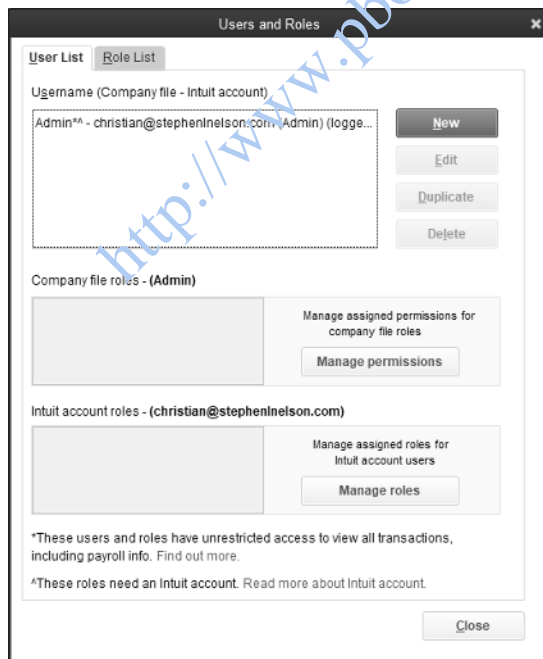 Users and Roles
User List
Role List
Username (Company file - Intuit account)
Admin*^ - christian@stephenlnelson.com (Admin) (logge...
New
Edit
Duplicate
Delete
Company file roles - (Admin)
Manage assigned permissions for
company file roles
Manage permissions
Intuit account roles - (christian@stephenlnelson.com)
Manage assigned roles for
Intuit account users
Manage roles
*These users and roles have unrestricted access to view all transactions,
including payroll info. Find out more.
^These roles need an Intuit account. Read more about Intuit account.
Close